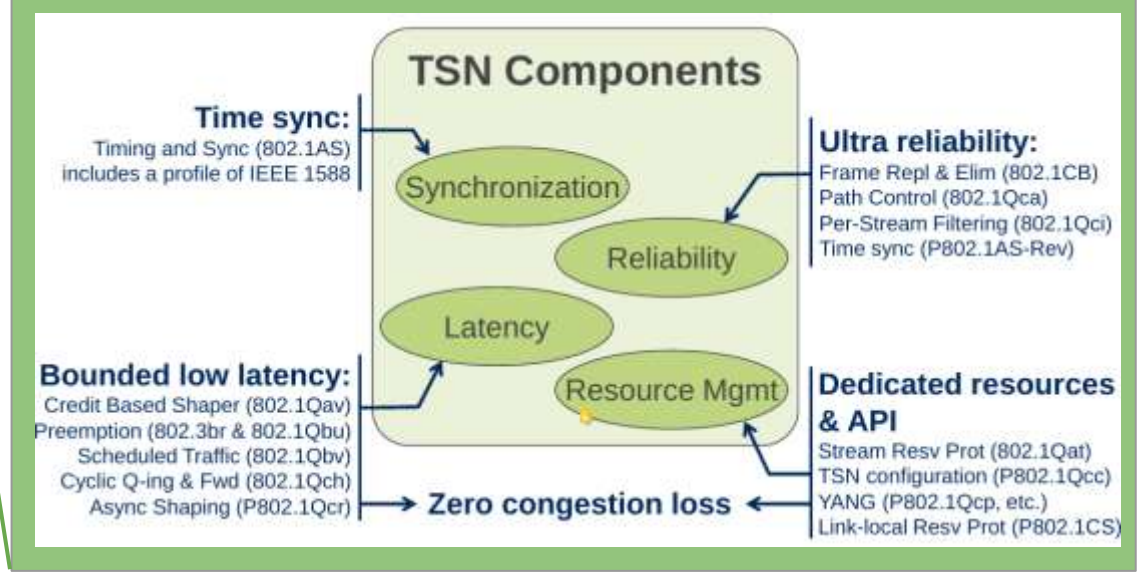 TSN Components
Time sync:
Timing and Sync (802.1AS)
includes a profile of IEEE 1588
Synchronization
Reliability
Latency
Resource Mgmt
Ultra reliability:
Frame Repl & Elim (802.1CB)
Path Control (802.1Qca)
Per-Stream Filtering (802.1Qci)
Time sync (P802.1AS-Rev)
Bounded low latency:
Credit Based Shaper (802.1Qav)
Preemption (802.3br & 802.1Qbu)
Scheduled Traffic (802.1Qbv)
Cyclic Q-ing & Fwd (802.1Qch)
Async Shaping (P802.1Qcr)
Zero congestion loss
Dedicated resources
& API
Stream Resv Prot (802.1Qat)
TSN configuration (P802.1Qcc)
YANG (P802.1Qcp, etc.)
Link-local Resv Prot (P802.1CS)